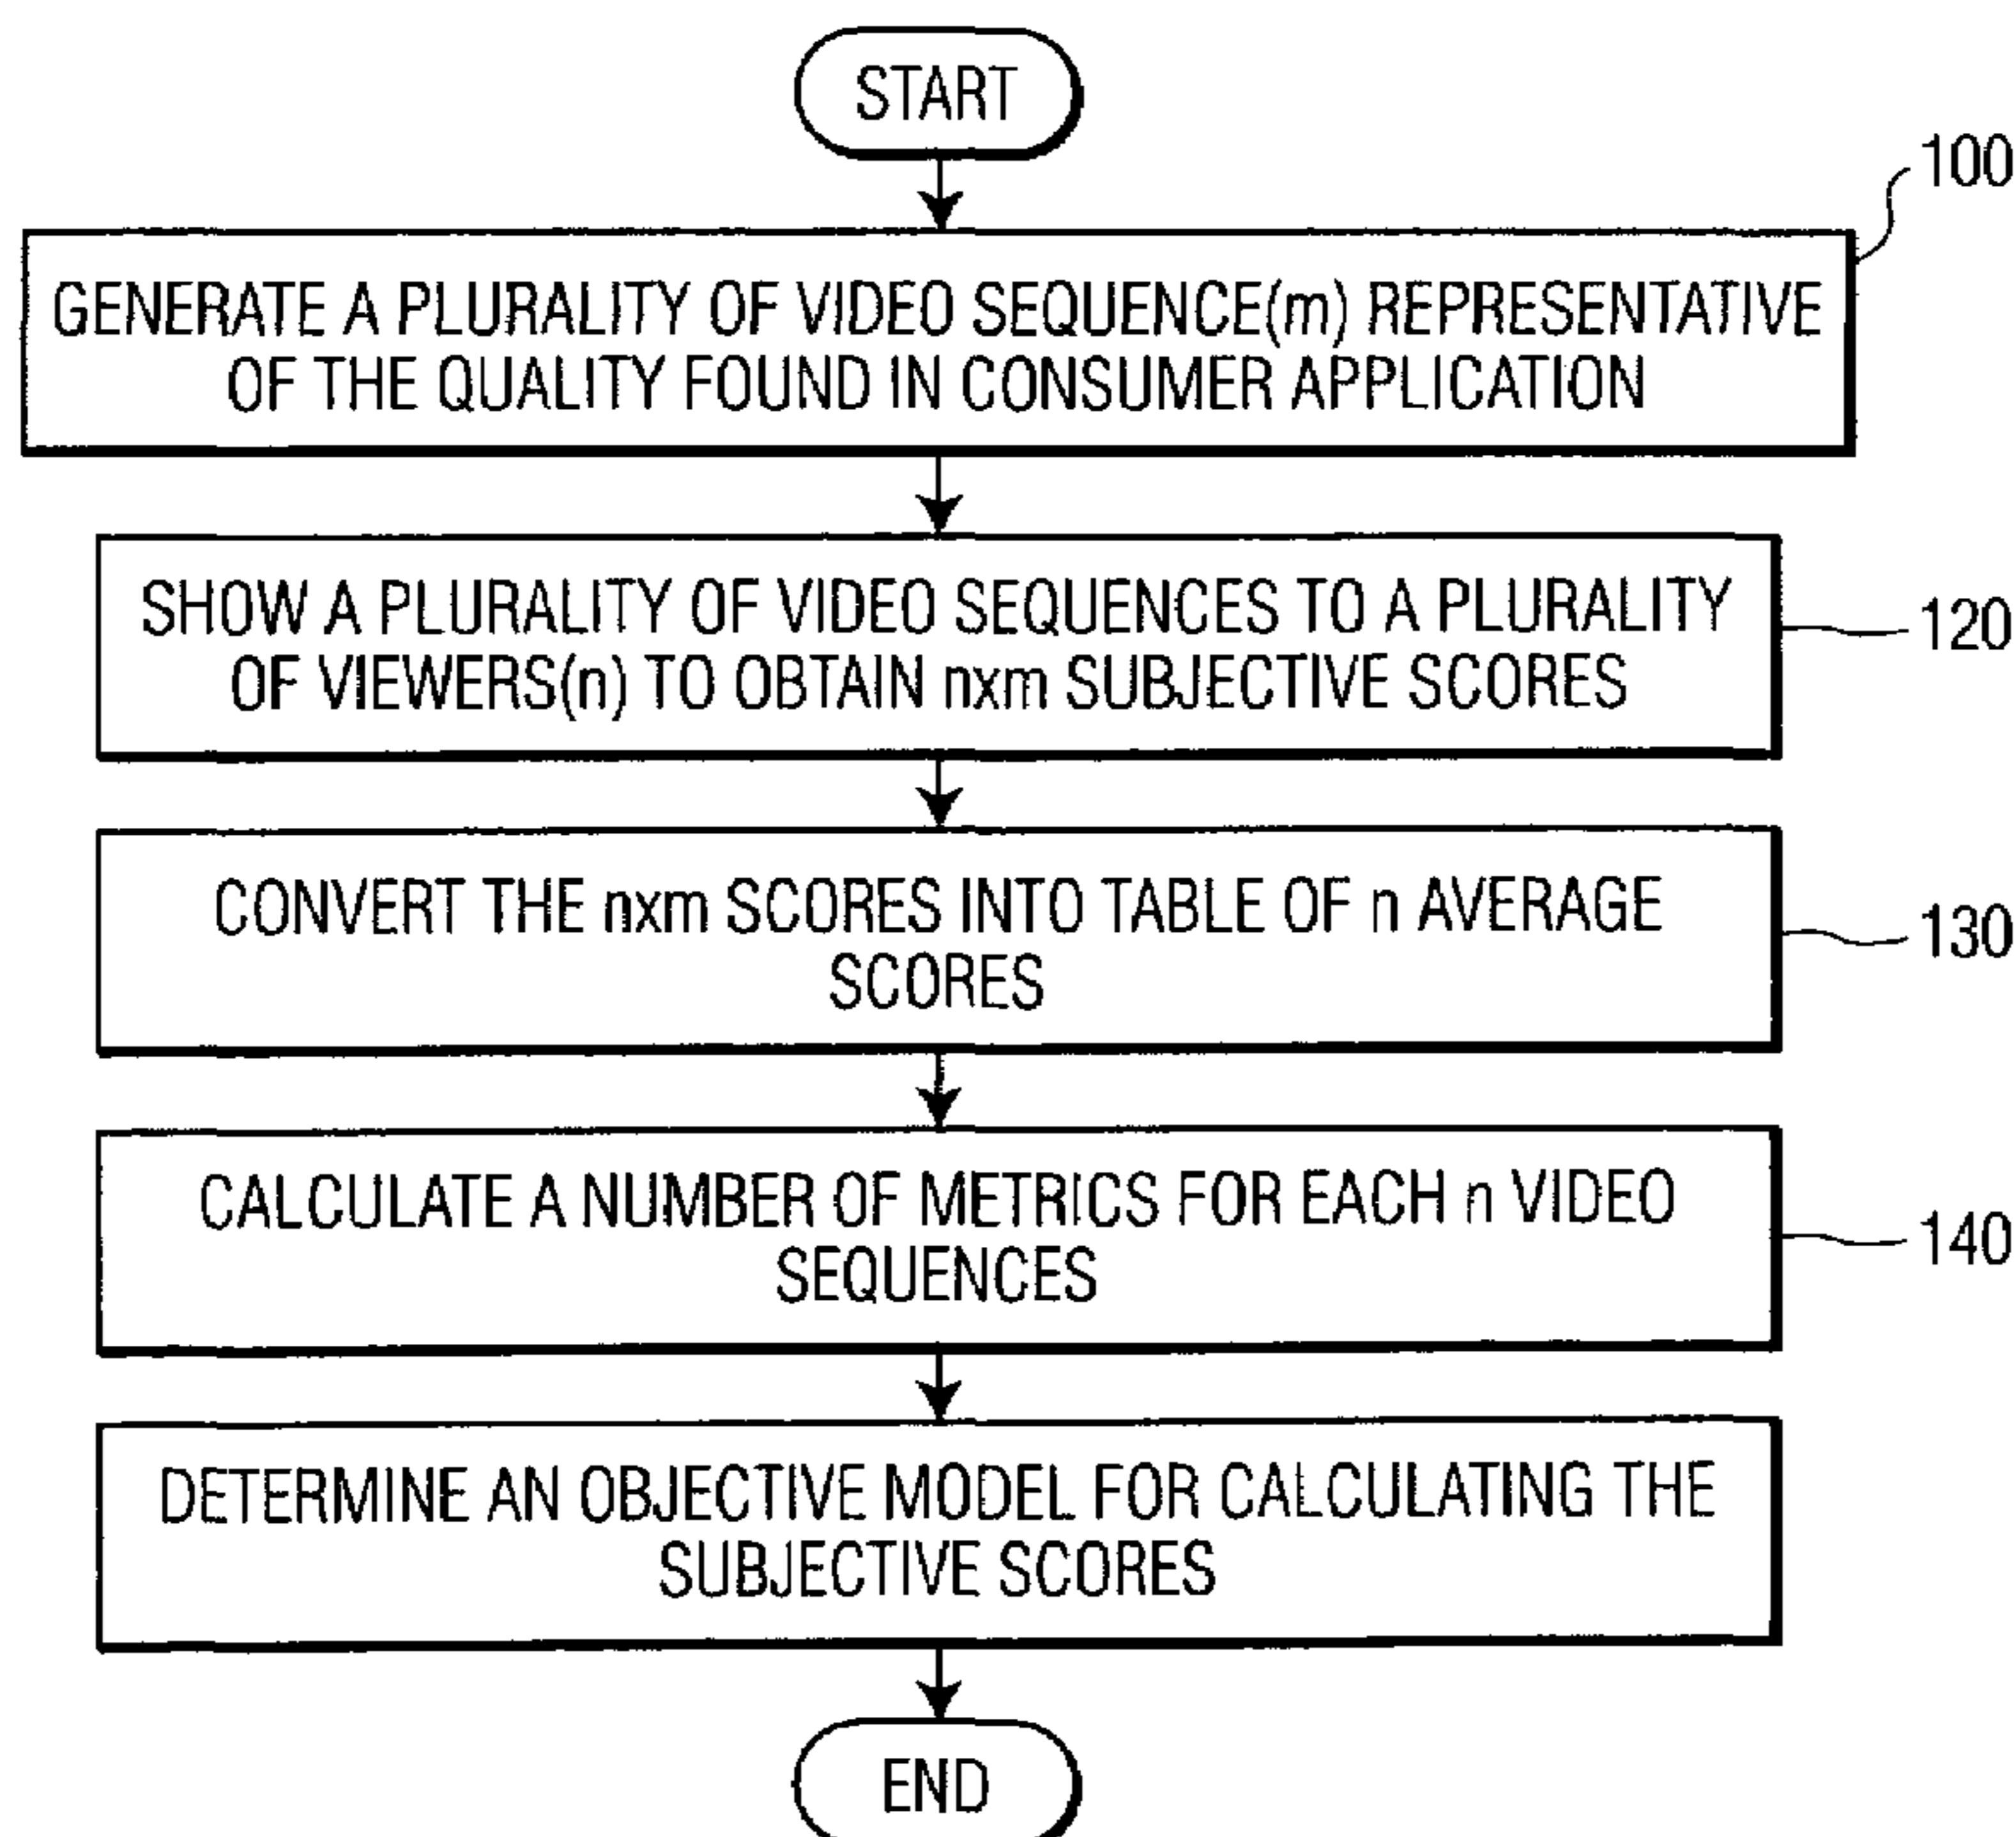 START
100
GENERATE A PLURALITY OF VIDEO SEQUENCE(m) REPRESENTATIVE
OF THE QUALITY FOUND IN CONSUMER APPLICATION
SHOW A PLURALITY OF VIDEO SEQUENCES TO A PLURALITY
OF VIEWERS(n) TO OBTAIN nxm SUBJECTIVE SCORES
120
CONVERT THE nxm SCORES INTO TABLE OF n AVERAGE
SCORES
130
CALCULATE A NUMBER OF METRICS FOR EACH n VIDEO
SEQUENCES
140
DETERMINE AN OBJECTIVE MODEL FOR CALCULATING THE
SUBJECTIVE SCORES
END